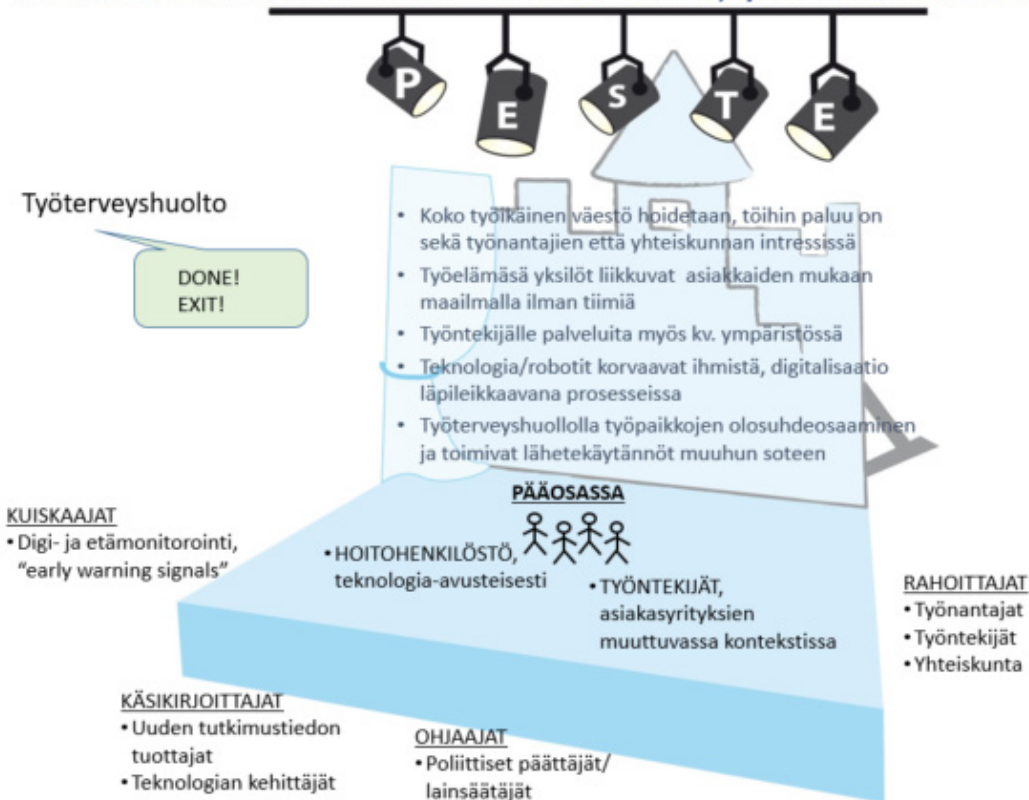 P E S T E
Työterveyshuolto
DONE!
EXIT!
• Koko työikäinen väestö hoidetaan, töihin paluu on
sekä työnantajien että yhteiskunnan intressissä
• Työelämäsä yksilöt liikkuvat asiakkaiden mukaan
maailmalla ilman tiimiä
• Työntekijälle palveluita myös kv. ympäristössä
• Teknologia/robotit korvaavat ihmistä, digitalisaatio
läpileikkaavana prosesseissa
• Työterveyshuollolla työpaikkojen olosuhdeosaaminen
ja toimivat lähetekäytännöt muuhun soteen
PÄÄOSASSA
• HOITOHENKILÖSTÖ,
teknologia-avusteisesti
• TYÖNTEKIJÄT,
asiakasyrityksien
muuttuvassa kontekstissa
KUISKAAJAT
• Digi- ja etämonitorointi,
“early warning signals”
RAHOITTAJAT
• Työnantajat
• Työntekijät
• Yhteiskunta
KÄSIKIRJOITTAJAT
• Uuden tutkimustiedon
tuottajat
• Teknologian kehittäjät
OHJAAJAT
• Poliittiset päättäjät/
lainsäätäjät